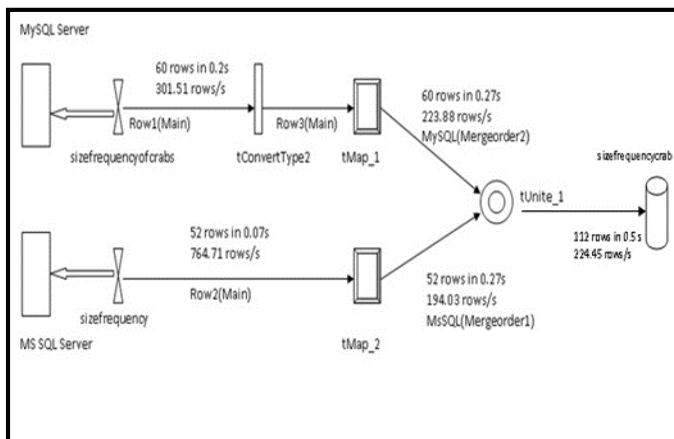 MySQL Server
60 rows in 0.2s
301.51 rows/s
Row1(Main)
Row3(Main)
sizefrequencyofcrabs
tConvertType2
tMap_1
60 rows in 0.27s
223.88 rows/s
MySQL(Mergeorder2)
tUnite_1
sizefrequencycrab
112 rows in 0.5 s
224.45 rows/s
52 rows in 0.07s
764.71 rows/s
Row2(Main)
52 rows in 0.27s
194.03 rows/s
MsSQL(Mergeorder1)
sizefrequency
MS SQL Server
tMap_2